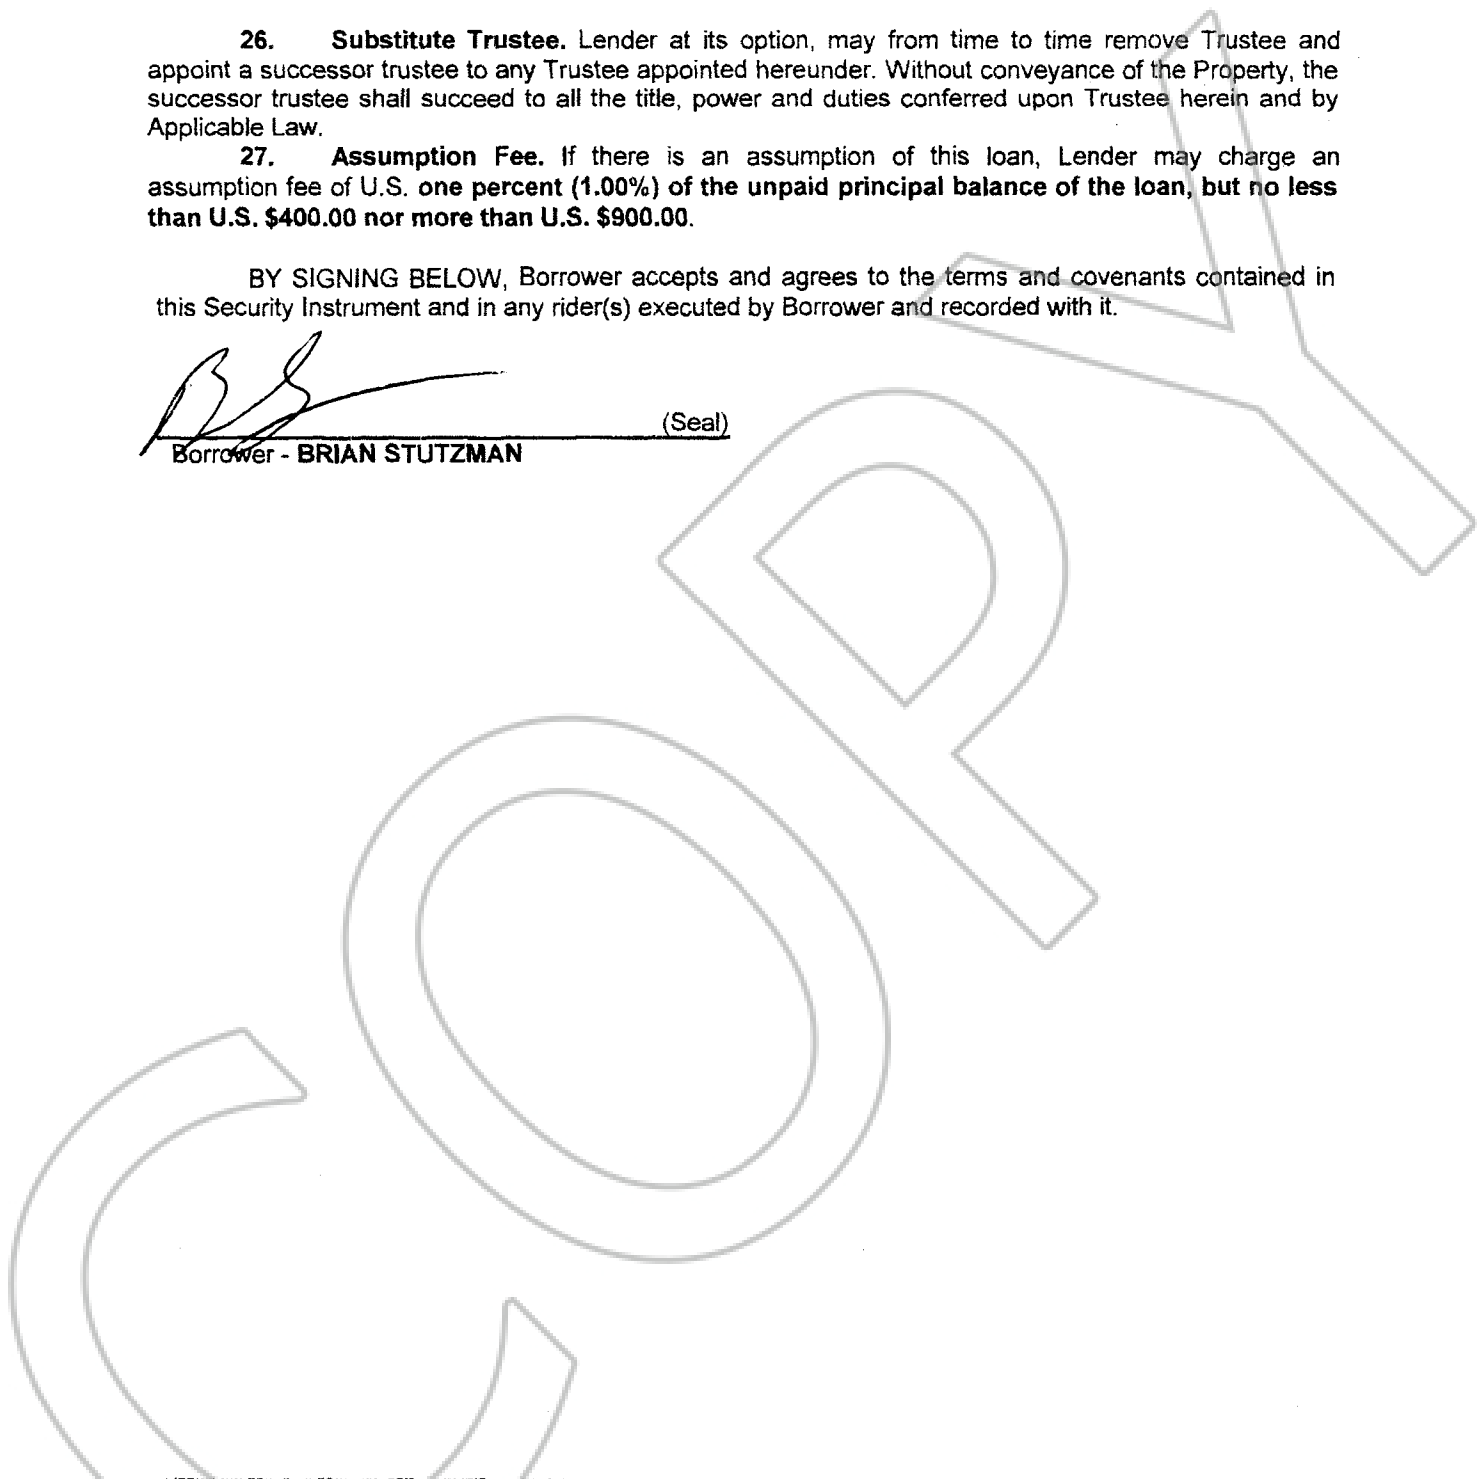 26. Substitute Trustee. Lender at its option, may from time to time remove Trustee and
appoint a successor trustee to any Trustee appointed hereunder. Without conveyance of the Property, the
successor trustee shall succeed to all the title, power and duties conferred upon Trustee herein and by
Applicable Law.
27. Assumption Fee. If there is an assumption of this loan, Lender may charge an
assumption fee of U.S. one percent (1.00%) of the unpaid principal balance of the loan, but no less
than U.S. $400.00 nor more than U.S. $900.00.
BY SIGNING BELOW, Borrower accepts and agrees to the terms and covenants contained in
this Security Instrument and in any rider(s) executed by Borrower and recorded with it.
(Seal)
Borrower - BRIAN STUTZMAN
COPY